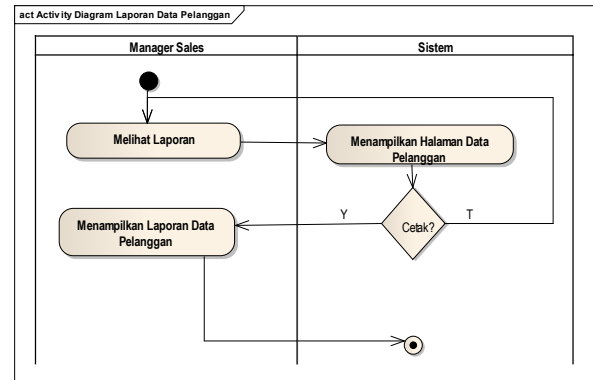 act Activity Diagram Laporan Data Pelanggan
Manager Sales
Sistem
Melihat Laporan
Menampilkan Halaman Data
Pelanggan
Y
Cetak?
T
Menampilkan Laporan Data
Pelanggan